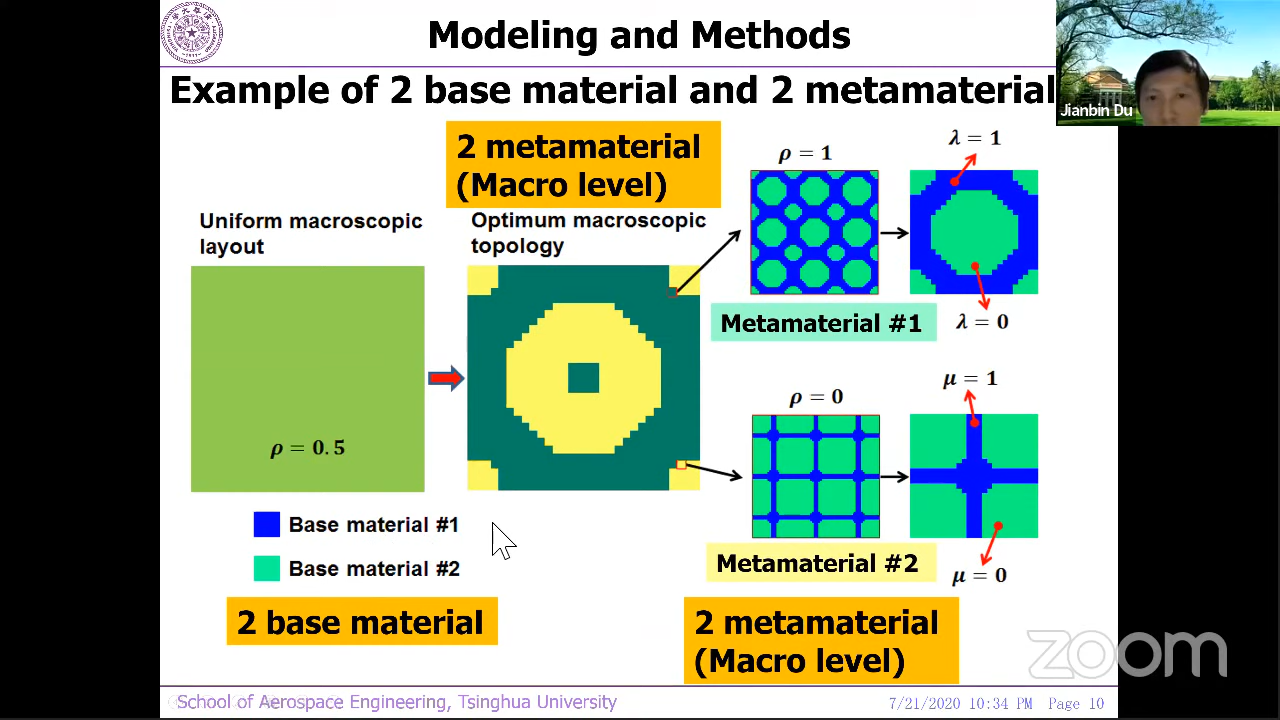 Modeling and Methods
Example of 2 base material and 2 metamaterial
Jianbin Du
2 metamaterial
(Macro level)
Uniform macroscopic
layout
ρ = 0.5
Optimum macroscopic
topology
ρ = 1
λ = 1
λ = 0
Metamaterial #1
ρ = 0
μ = 1
μ = 0
Metamaterial #2
Base material #1
Base material #2
2 base material
2 metamaterial
(Macro level)
zoom
School of Aerospace Engineering, Tsinghua University
7/21/2020 10:34 PM Page 10